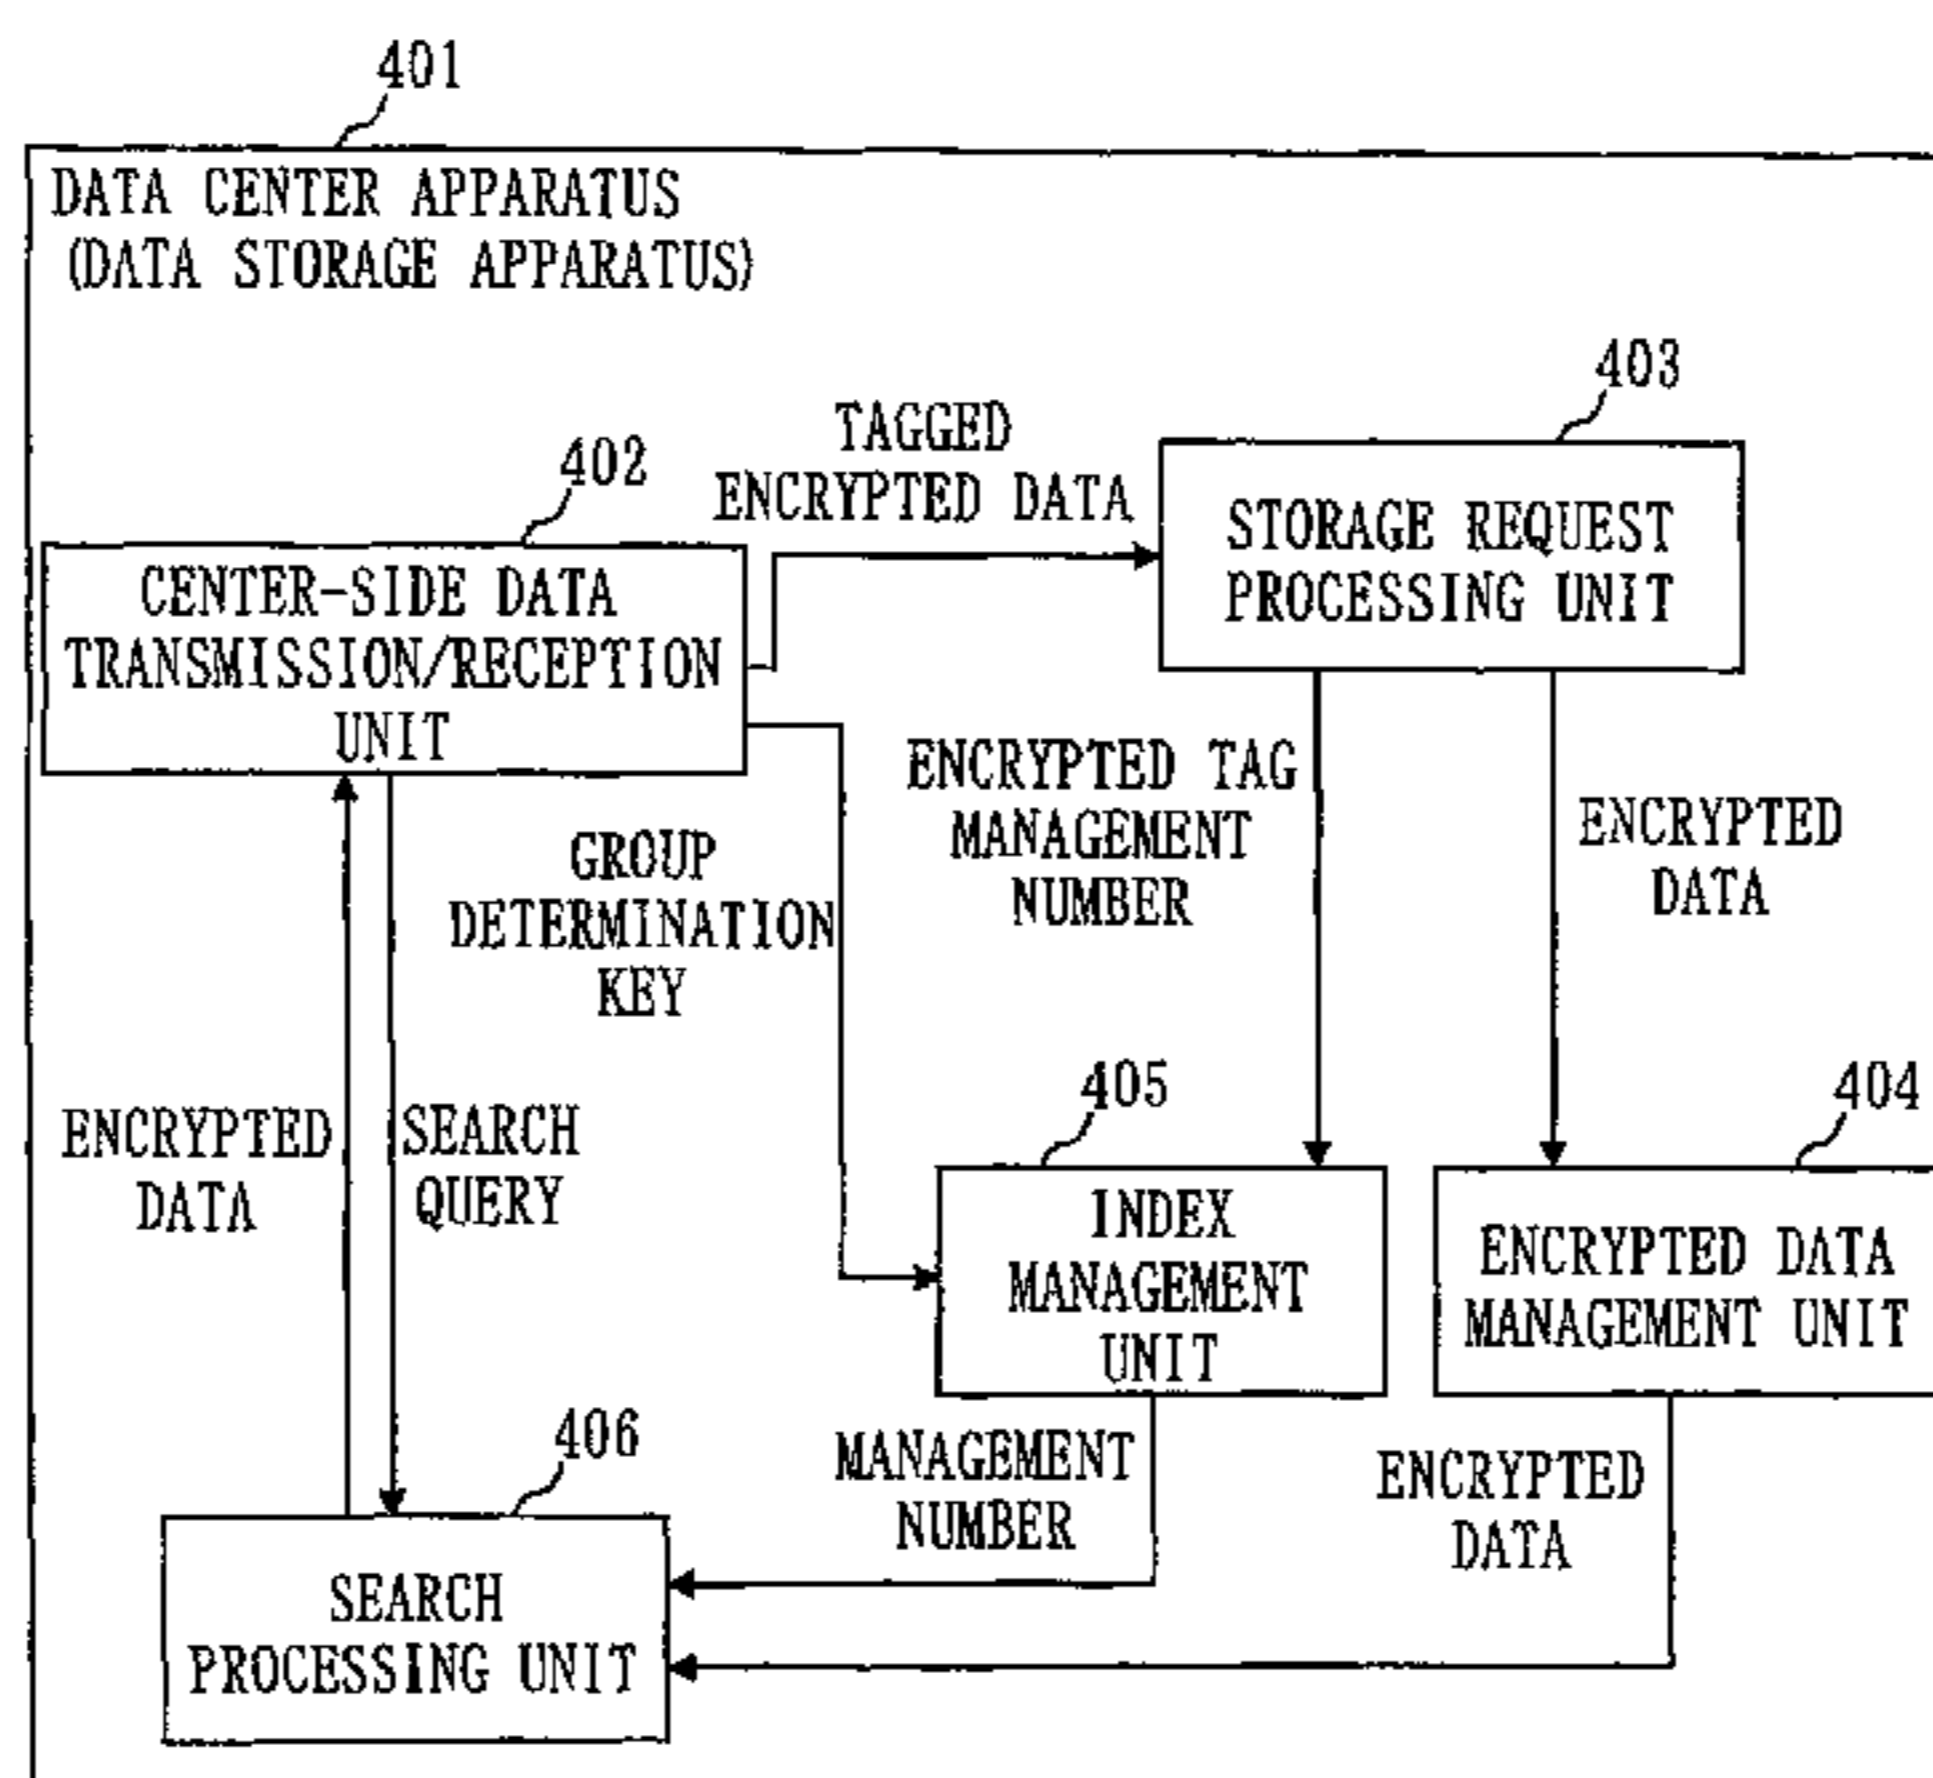 401
DATA CENTER APPARATUS
(DATA STORAGE APPARATUS)
403
TAGGED
ENCRYPTED DATA
402
STORAGE REQUEST
PROCESSING UNIT
CENTER-SIDE DATA
TRANSMISSION/RECEPTION
UNIT
ENCRYPTED TAG
MANAGEMENT
NUMBER
ENCRYPTED
DATA
GROUP
DETERMINATION
KEY
405
404
ENCRYPTED
DATA
SEARCH
QUERY
INDEX
MANAGEMENT
UNIT
ENCRYPTED DATA
MANAGEMENT UNIT
406
MANAGEMENT
NUMBER
ENCRYPTED
DATA
SEARCH
PROCESSING UNIT